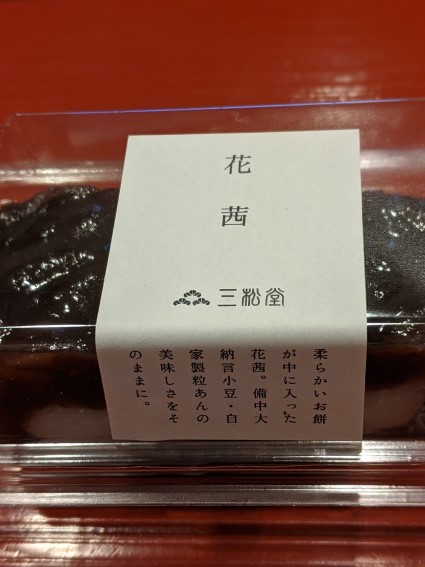 花茜
三松堂
柔らかいお餅
が中に入った
花茜。備中大
納言小豆・自
家製粒あんの
美味しさをそ
のままに。